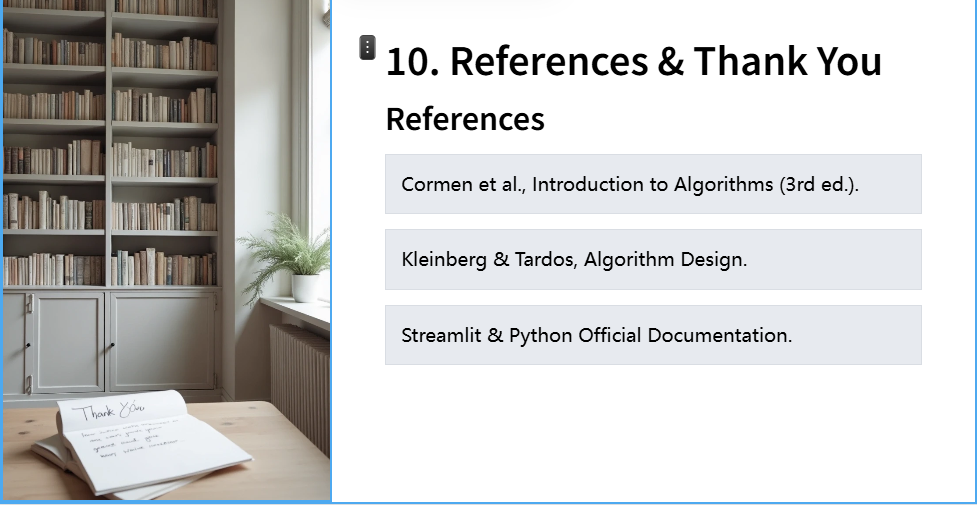 10. References & Thank You
References
Cormen et al., Introduction to Algorithms (3rd ed.).
Kleinberg & Tardos, Algorithm Design.
Streamlit & Python Official Documentation.
Thank You